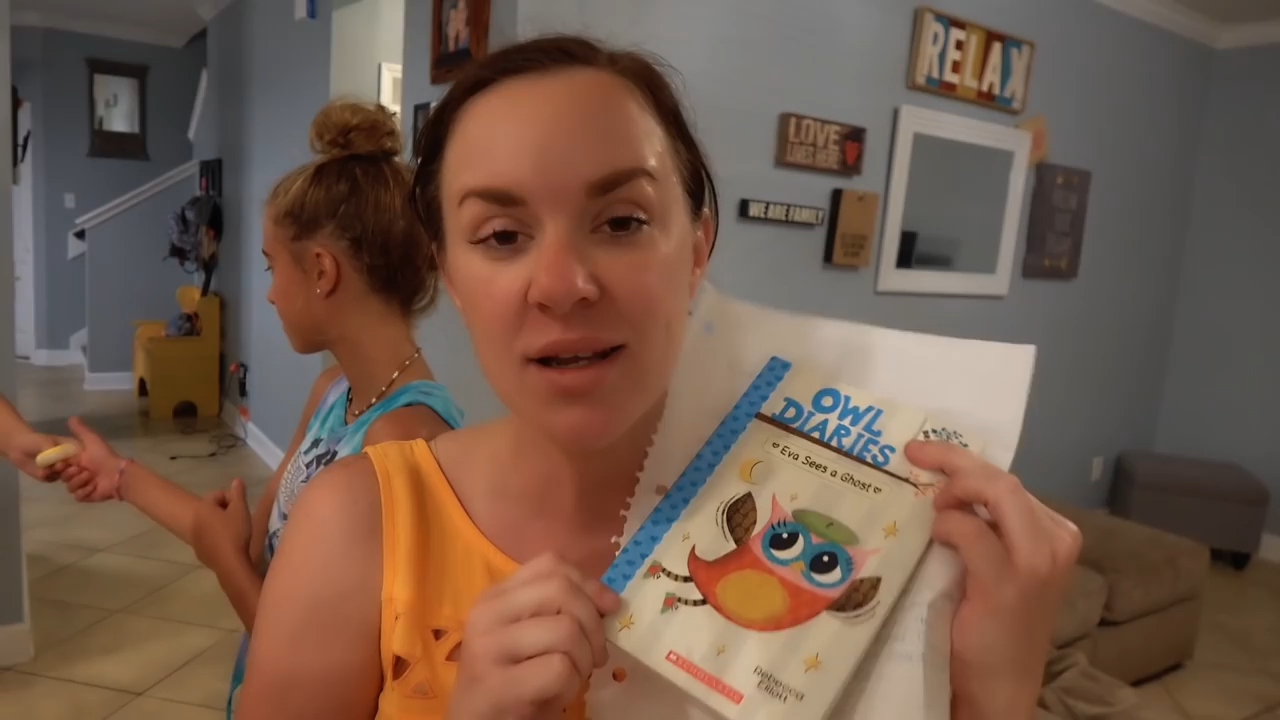 RELAX
LOVE
LIVES HERE
WE ARE FAMILY
OWL
DIARIES
Eva Sees a Ghost
SCHOLASTIC
Rebecca
Elliott